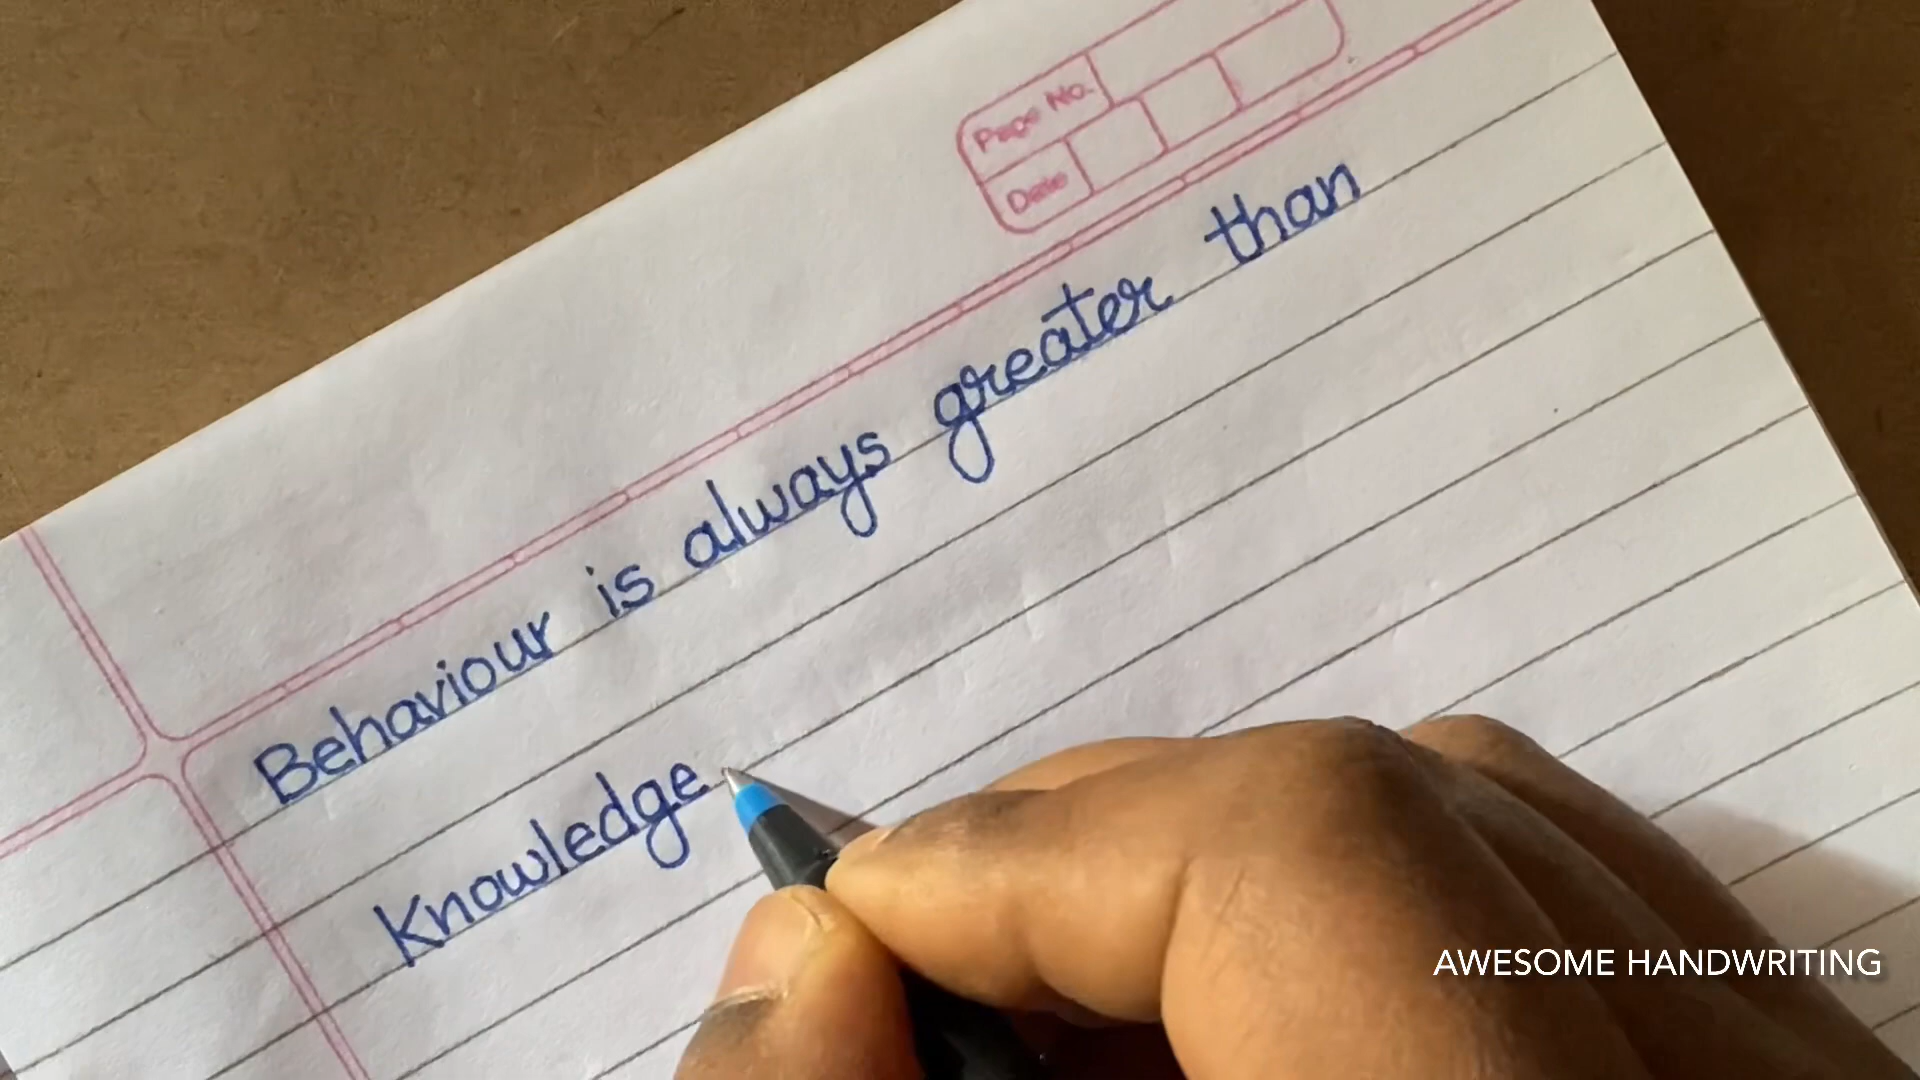 Page No.
Date
Behaviour is always greater than
Knowledge
AWESOME HANDWRITING